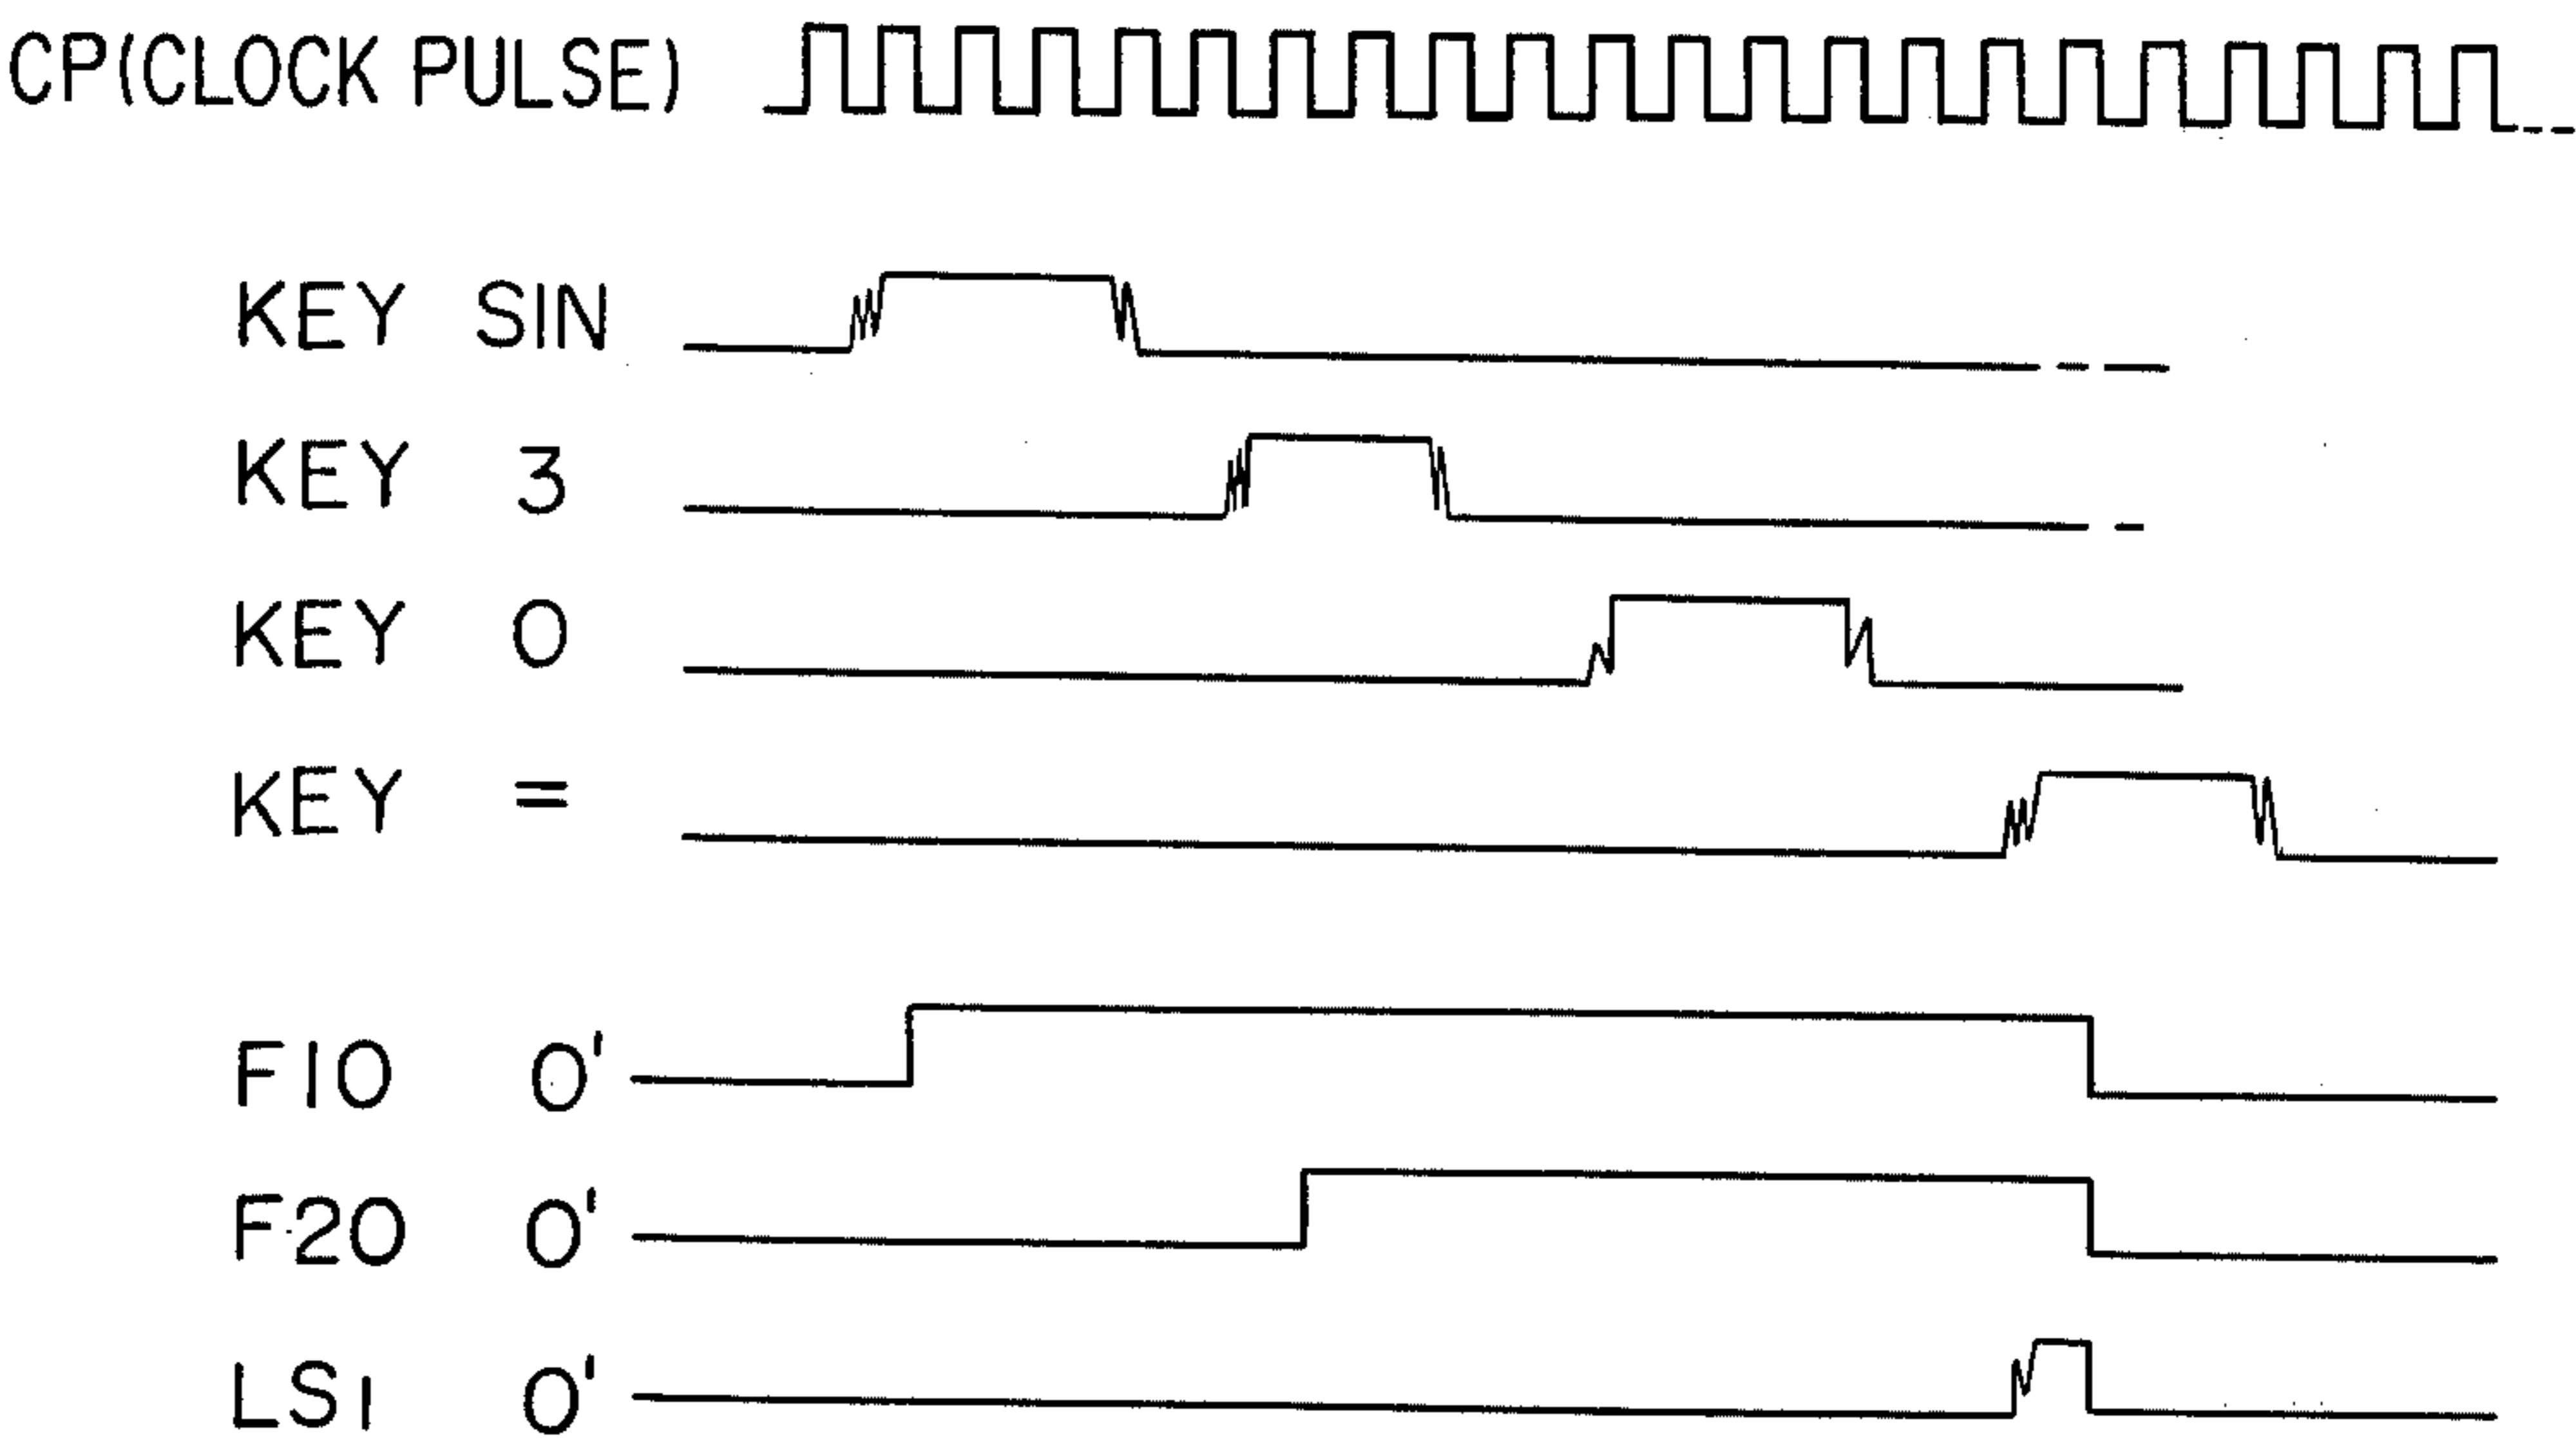 CP(CLOCK PULSE)
KEY SIN
KEY 3
KEY 0
KEY =
F10 0'
F20 0'
LS1 0'